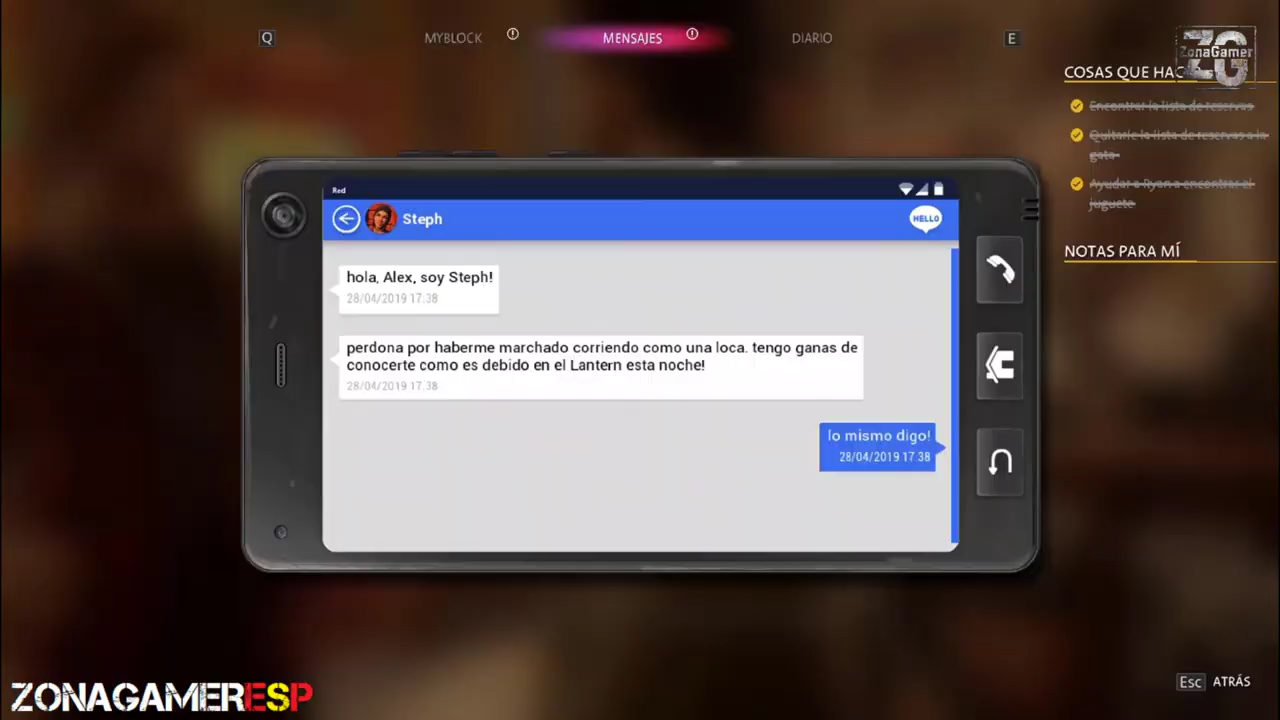 Q
MYBLOCK
MENSAJES
DIARIO
E
ZonaGamer
ZG
COSAS QUE HAC
Encontrar la lista de reservas
Quitarle la lista de reservas a la
gata
Ayudar a Ryan a encontrar el
juguete
NOTAS PARA MÍ
Red
Steph
HELLO
hola, Alex, soy Steph!
28/04/2019 17.38
perdona por haberme marchado corriendo como una loca. tengo ganas de
conocerte como es debido en el Lantern esta noche!
28/04/2019 17.38
lo mismo digo!
28/04/2019 17.38
Esc ATRÁS
ZONAGAMERESP